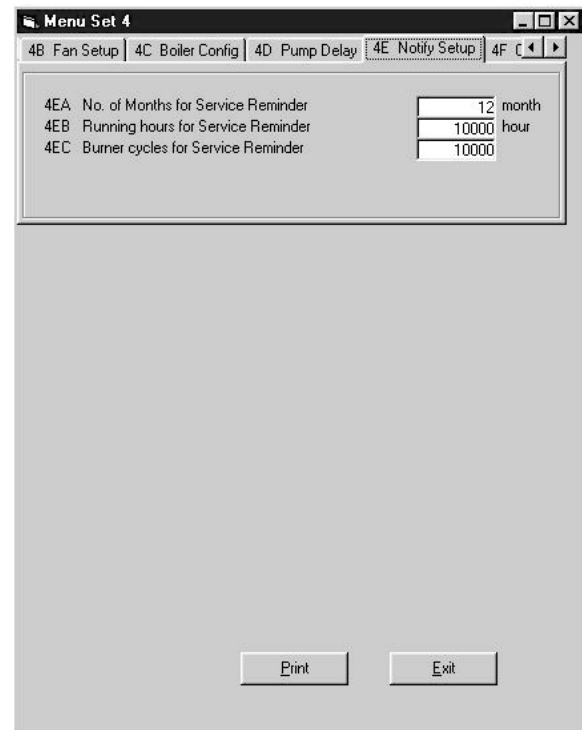 Menu Set 4
4B Fan Setup 4C Boiler Config 4D Pump Delay 4E Notify Setup 4F
4EA No. of Months for Service Reminder 12 month
4EB Running hours for Service Reminder 10000 hour
4EC Burner cycles for Service Reminder 10000
Print Exit